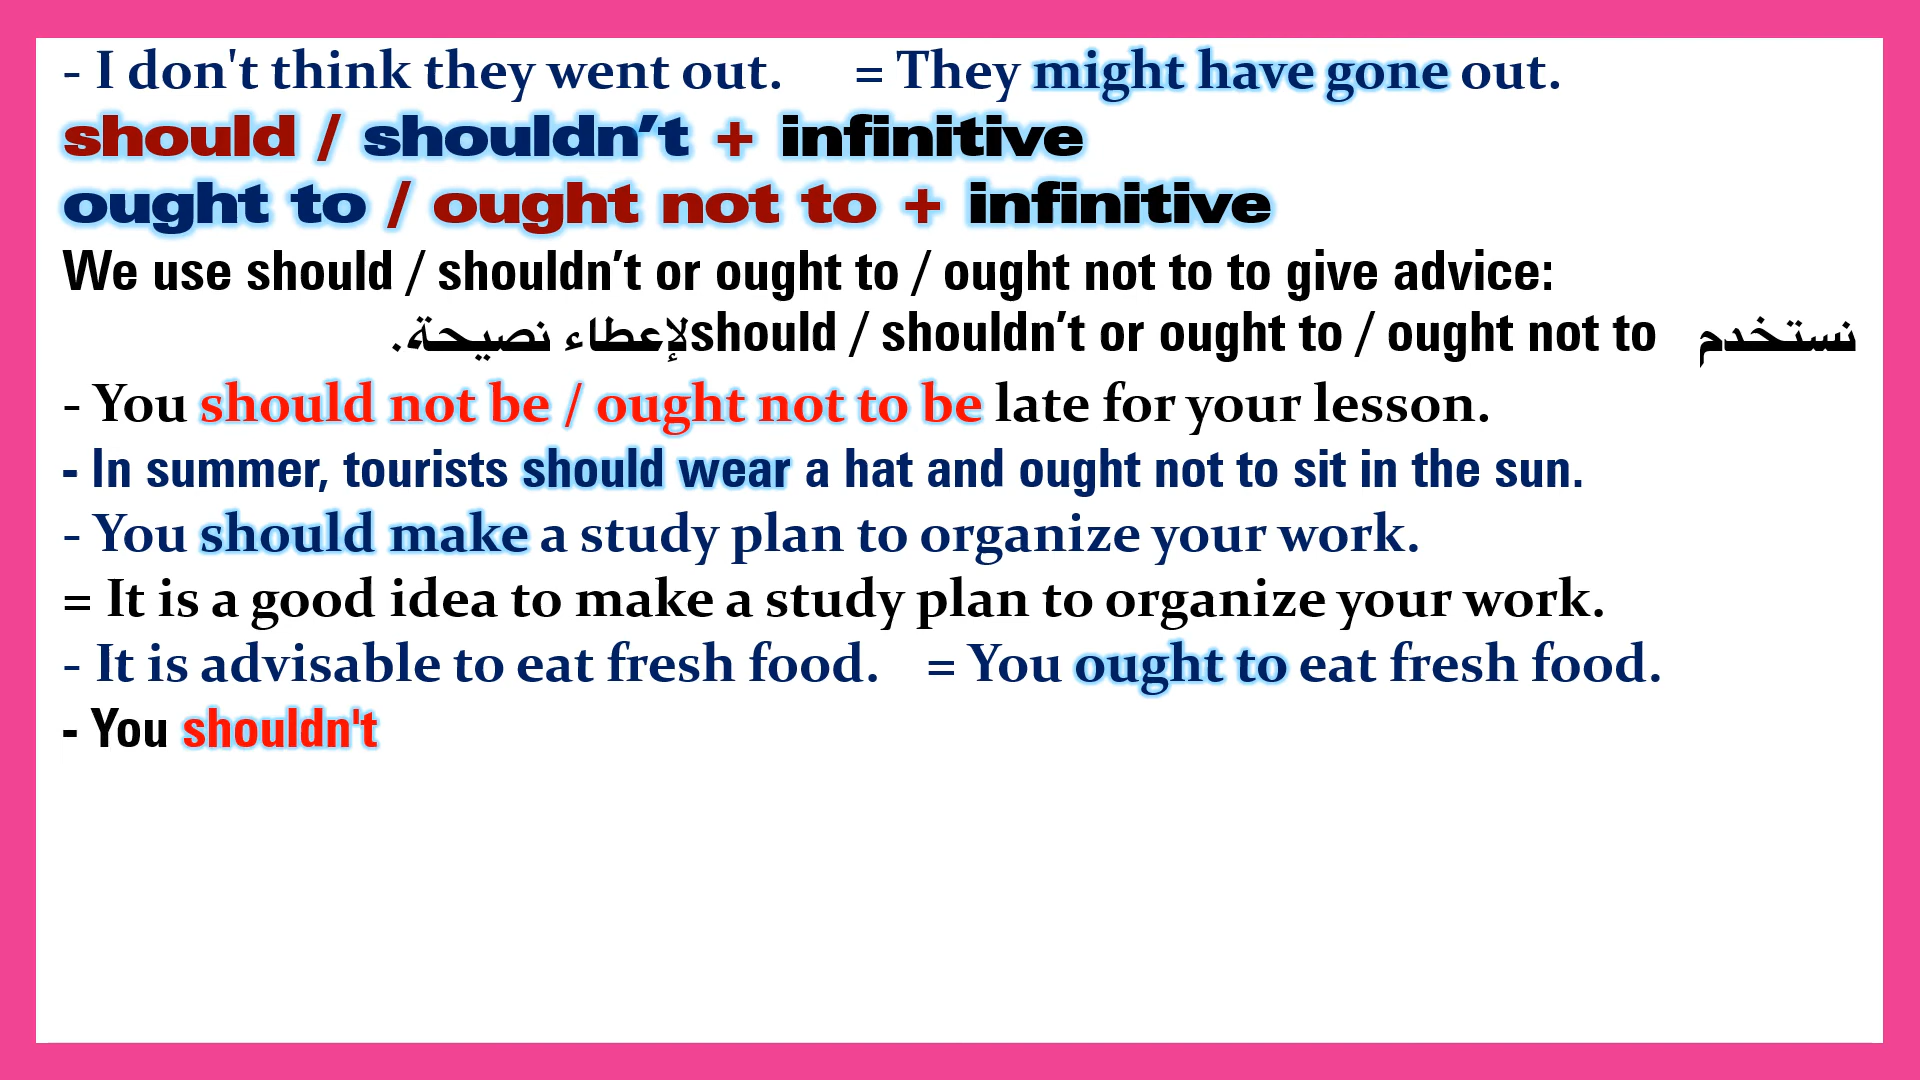 - I don't think they went out. = They might have gone out.
should / shouldn’t + infinitive
ought to / ought not to + infinitive
We use should / shouldn’t or ought to / ought not to to give advice:
نستخدم should / shouldn’t or ought to / ought not to لإعطاء نصيحة.
- You should not be / ought not to be late for your lesson.
- In summer, tourists should wear a hat and ought not to sit in the sun.
- You should make a study plan to organize your work.
= It is a good idea to make a study plan to organize your work.
- It is advisable to eat fresh food. = You ought to eat fresh food.
- You shouldn't